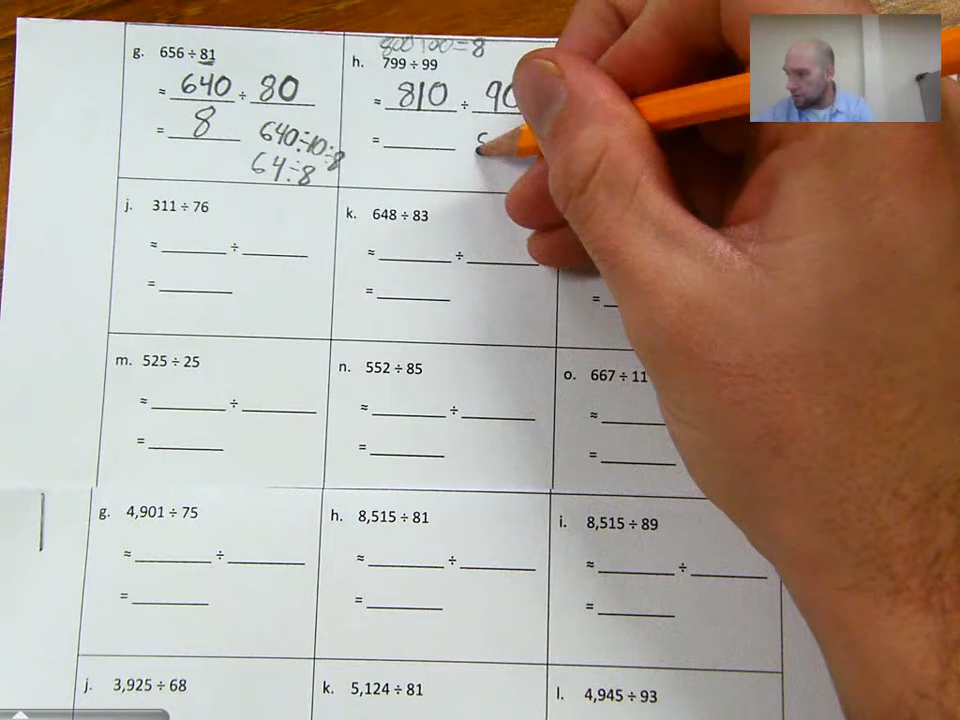 g. 656 ÷ 81
≈ 640 ÷ 80
= 8
640÷10÷8
64÷8
800 100 = 8
h. 799 ÷ 99
≈ 810 ÷ 90
=
j. 311 ÷ 76
≈ ÷
=
k. 648 ÷ 83
≈ ÷
=
=
m. 525 ÷ 25
≈ ÷
=
n. 552 ÷ 85
≈ ÷
=
o. 667 ÷ 11
≈
=
g. 4,901 ÷ 75
≈ ÷
=
h. 8,515 ÷ 81
≈ ÷
=
i. 8,515 ÷ 89
≈ ÷
=
j. 3,925 ÷ 68
k. 5,124 ÷ 81
l. 4,945 ÷ 93